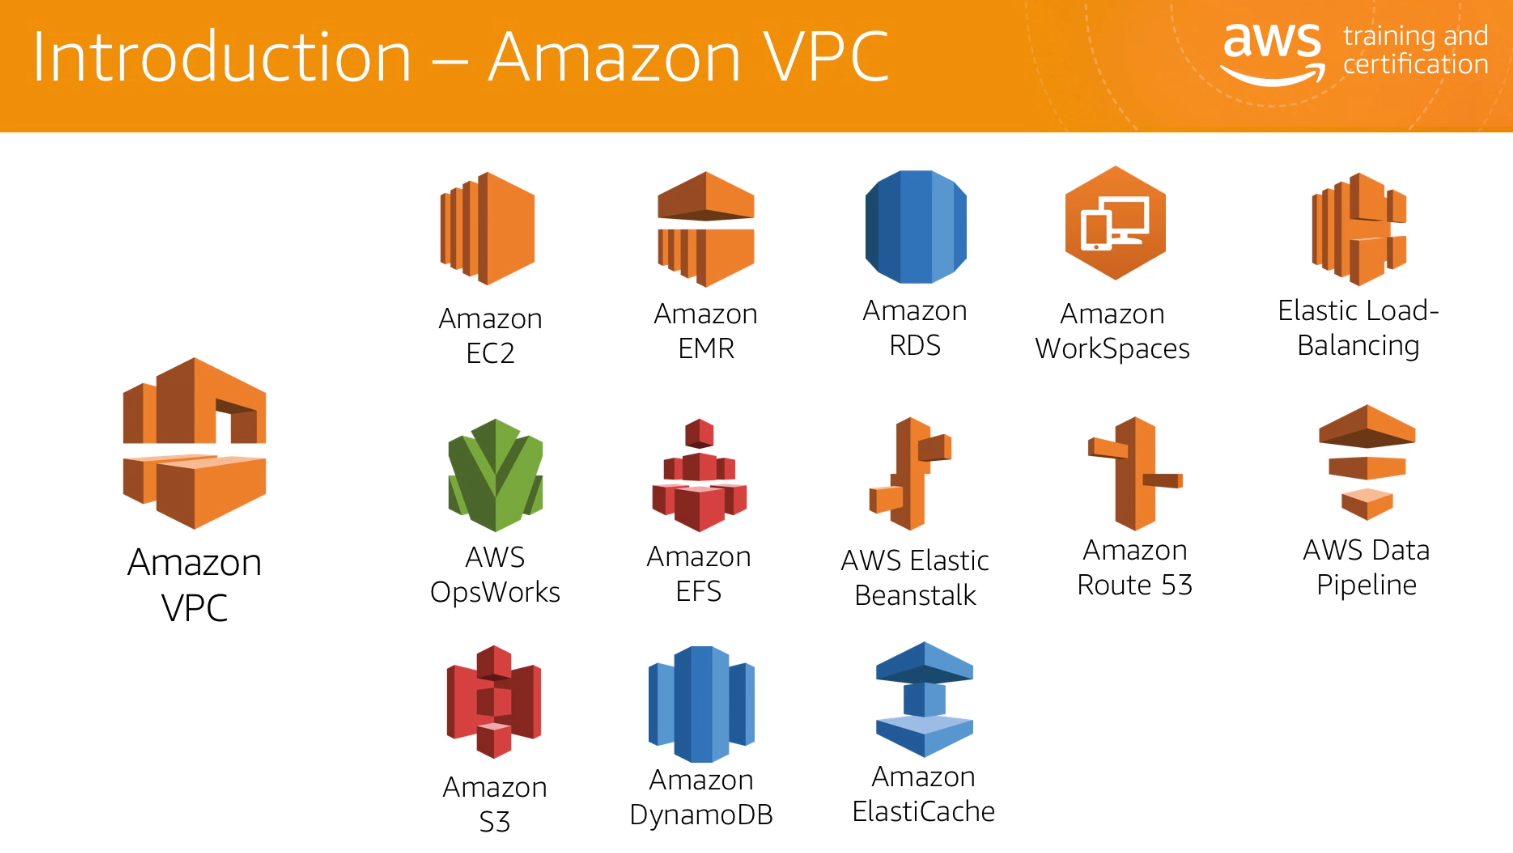 Introduction – Amazon VPC
aws
training and
certification
Amazon
EC2
Amazon
EMR
Amazon
RDS
Amazon
WorkSpaces
Elastic Load-
Balancing
Amazon
VPC
AWS
OpsWorks
Amazon
EFS
AWS Elastic
Beanstalk
Amazon
Route 53
AWS Data
Pipeline
Amazon
S3
Amazon
DynamoDB
Amazon
ElastiCache